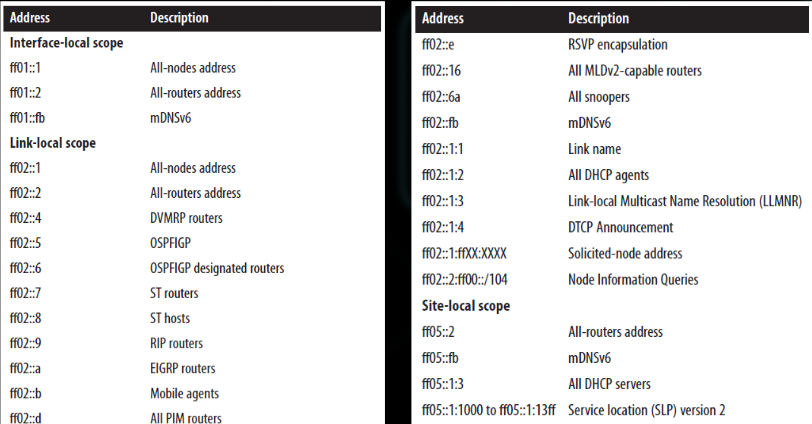 Address Description
Interface-local scope
ff01::1 All-nodes address
ff01::2 All-routers address
ff01::fb mDNSv6
Link-local scope
ff02::1 All-nodes address
ff02::2 All-routers address
ff02::4 DVMRP routers
ff02::5 OSPFIGP
ff02::6 OSPFIGP designated routers
ff02::7 ST routers
ff02::8 ST hosts
ff02::9 RIP routers
ff02::a EIGRP routers
ff02::b Mobile agents
ff02::d All PIM routers
Address Description
ff02::e RSVP encapsulation
ff02::16 All MLDv2-capable routers
ff02::6a All snoopers
ff02::fb mDNSv6
ff02::1:1 Link name
ff02::1:2 All DHCP agents
ff02::1:3 Link-local Multicast Name Resolution (LLMNR)
ff02::1:4 DTCP Announcement
ff02::1:ffXX:XXXX Solicited-node address
ff02::2:ff00::/104 Node Information Queries
Site-local scope
ff05::2 All-routers address
ff05::fb mDNSv6
ff05::1:3 All DHCP servers
ff05::1:1000 to ff05::1:13ff Service location (SLP) version 2